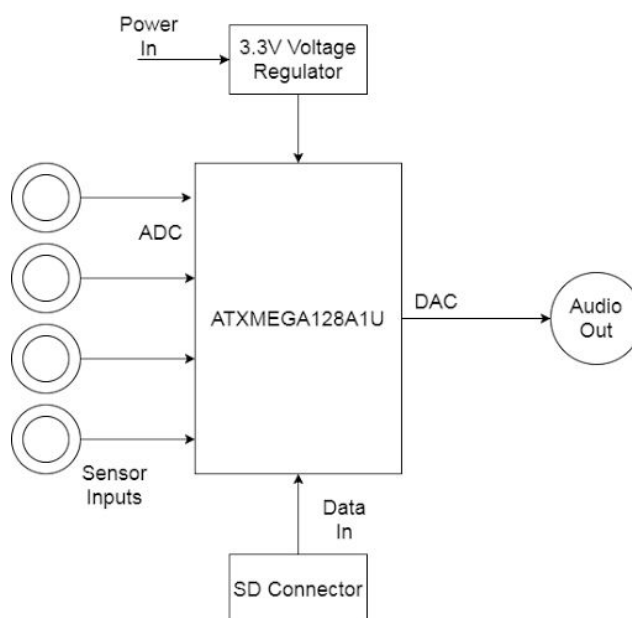 Power
In
3.3V Voltage
Regulator
ADC
ATXMEGA128A1U
DAC
Audio
Out
Sensor
Inputs
Data
In
SD Connector